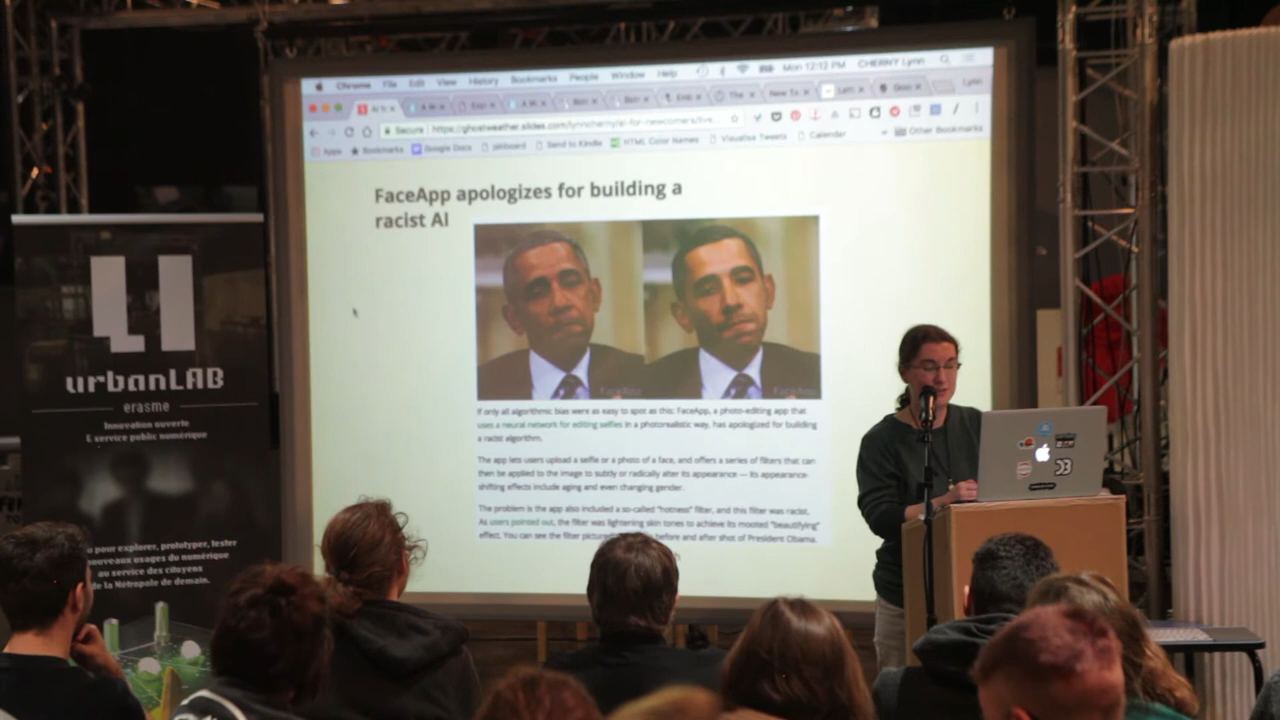 Chrome File Edit View History Bookmarks People Window Help Mon 12:12 PM CHERNY Lynn
Lynn
Secure https://ghostweather.slides.com/lynncherny/ai-for-newcomers/live
Apps Bookmarks Google Docs pinboard Send to Kindle HTML Color Names Visualise Tweets Calendar Other Bookmarks
FaceApp apologizes for building a
racist AI
FaceApp FaceApp
If only all algorithmic bias were as easy to spot as this: FaceApp, a photo-editing app that
uses a neural network for editing selfies in a photorealistic way, has apologized for building
a racist algorithm.
The app lets users upload a selfie or a photo of a face, and offers a series of filters that can
then be applied to the image to subtly or radically alter its appearance — its appearance-
shifting effects include aging and even changing gender.
The problem is the app also included a so-called "hotness" filter, and this filter was racist.
As users pointed out, the filter was lightening skin tones to achieve its mooted "beautifying"
effect. You can see the filter pictured before and after shot of President Obama.
urbanLAB
erasme
Innovation ouverte
& service public numérique
pour explorer, prototyper, tester
nouveaux usages du numérique
au service des citoyens
de la Métropole de demain.